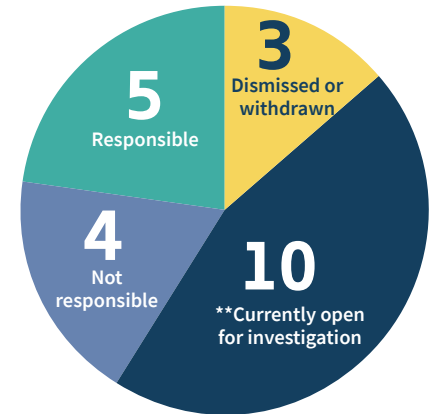 3
Dismissed or
withdrawn
5
Responsible
4
Not
responsible
10
**Currently open
for investigation